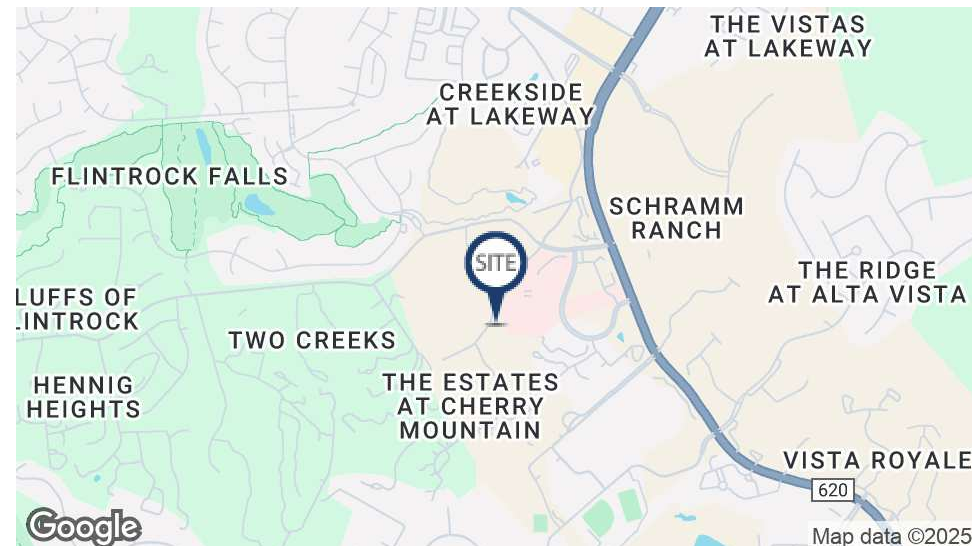 THE VISTAS
AT LAKEWAY
CREEKSIDE
AT LAKEWAY
FLINTROCK FALLS
SCHRAMM
RANCH
SITE
THE RIDGE
AT ALTA VISTA
LUFFS OF
LINTROCK
TWO CREEKS
HENNIG
HEIGHTS
THE ESTATES
AT CHERRY
MOUNTAIN
VISTA ROYALE
620
Google
Map data ©2025